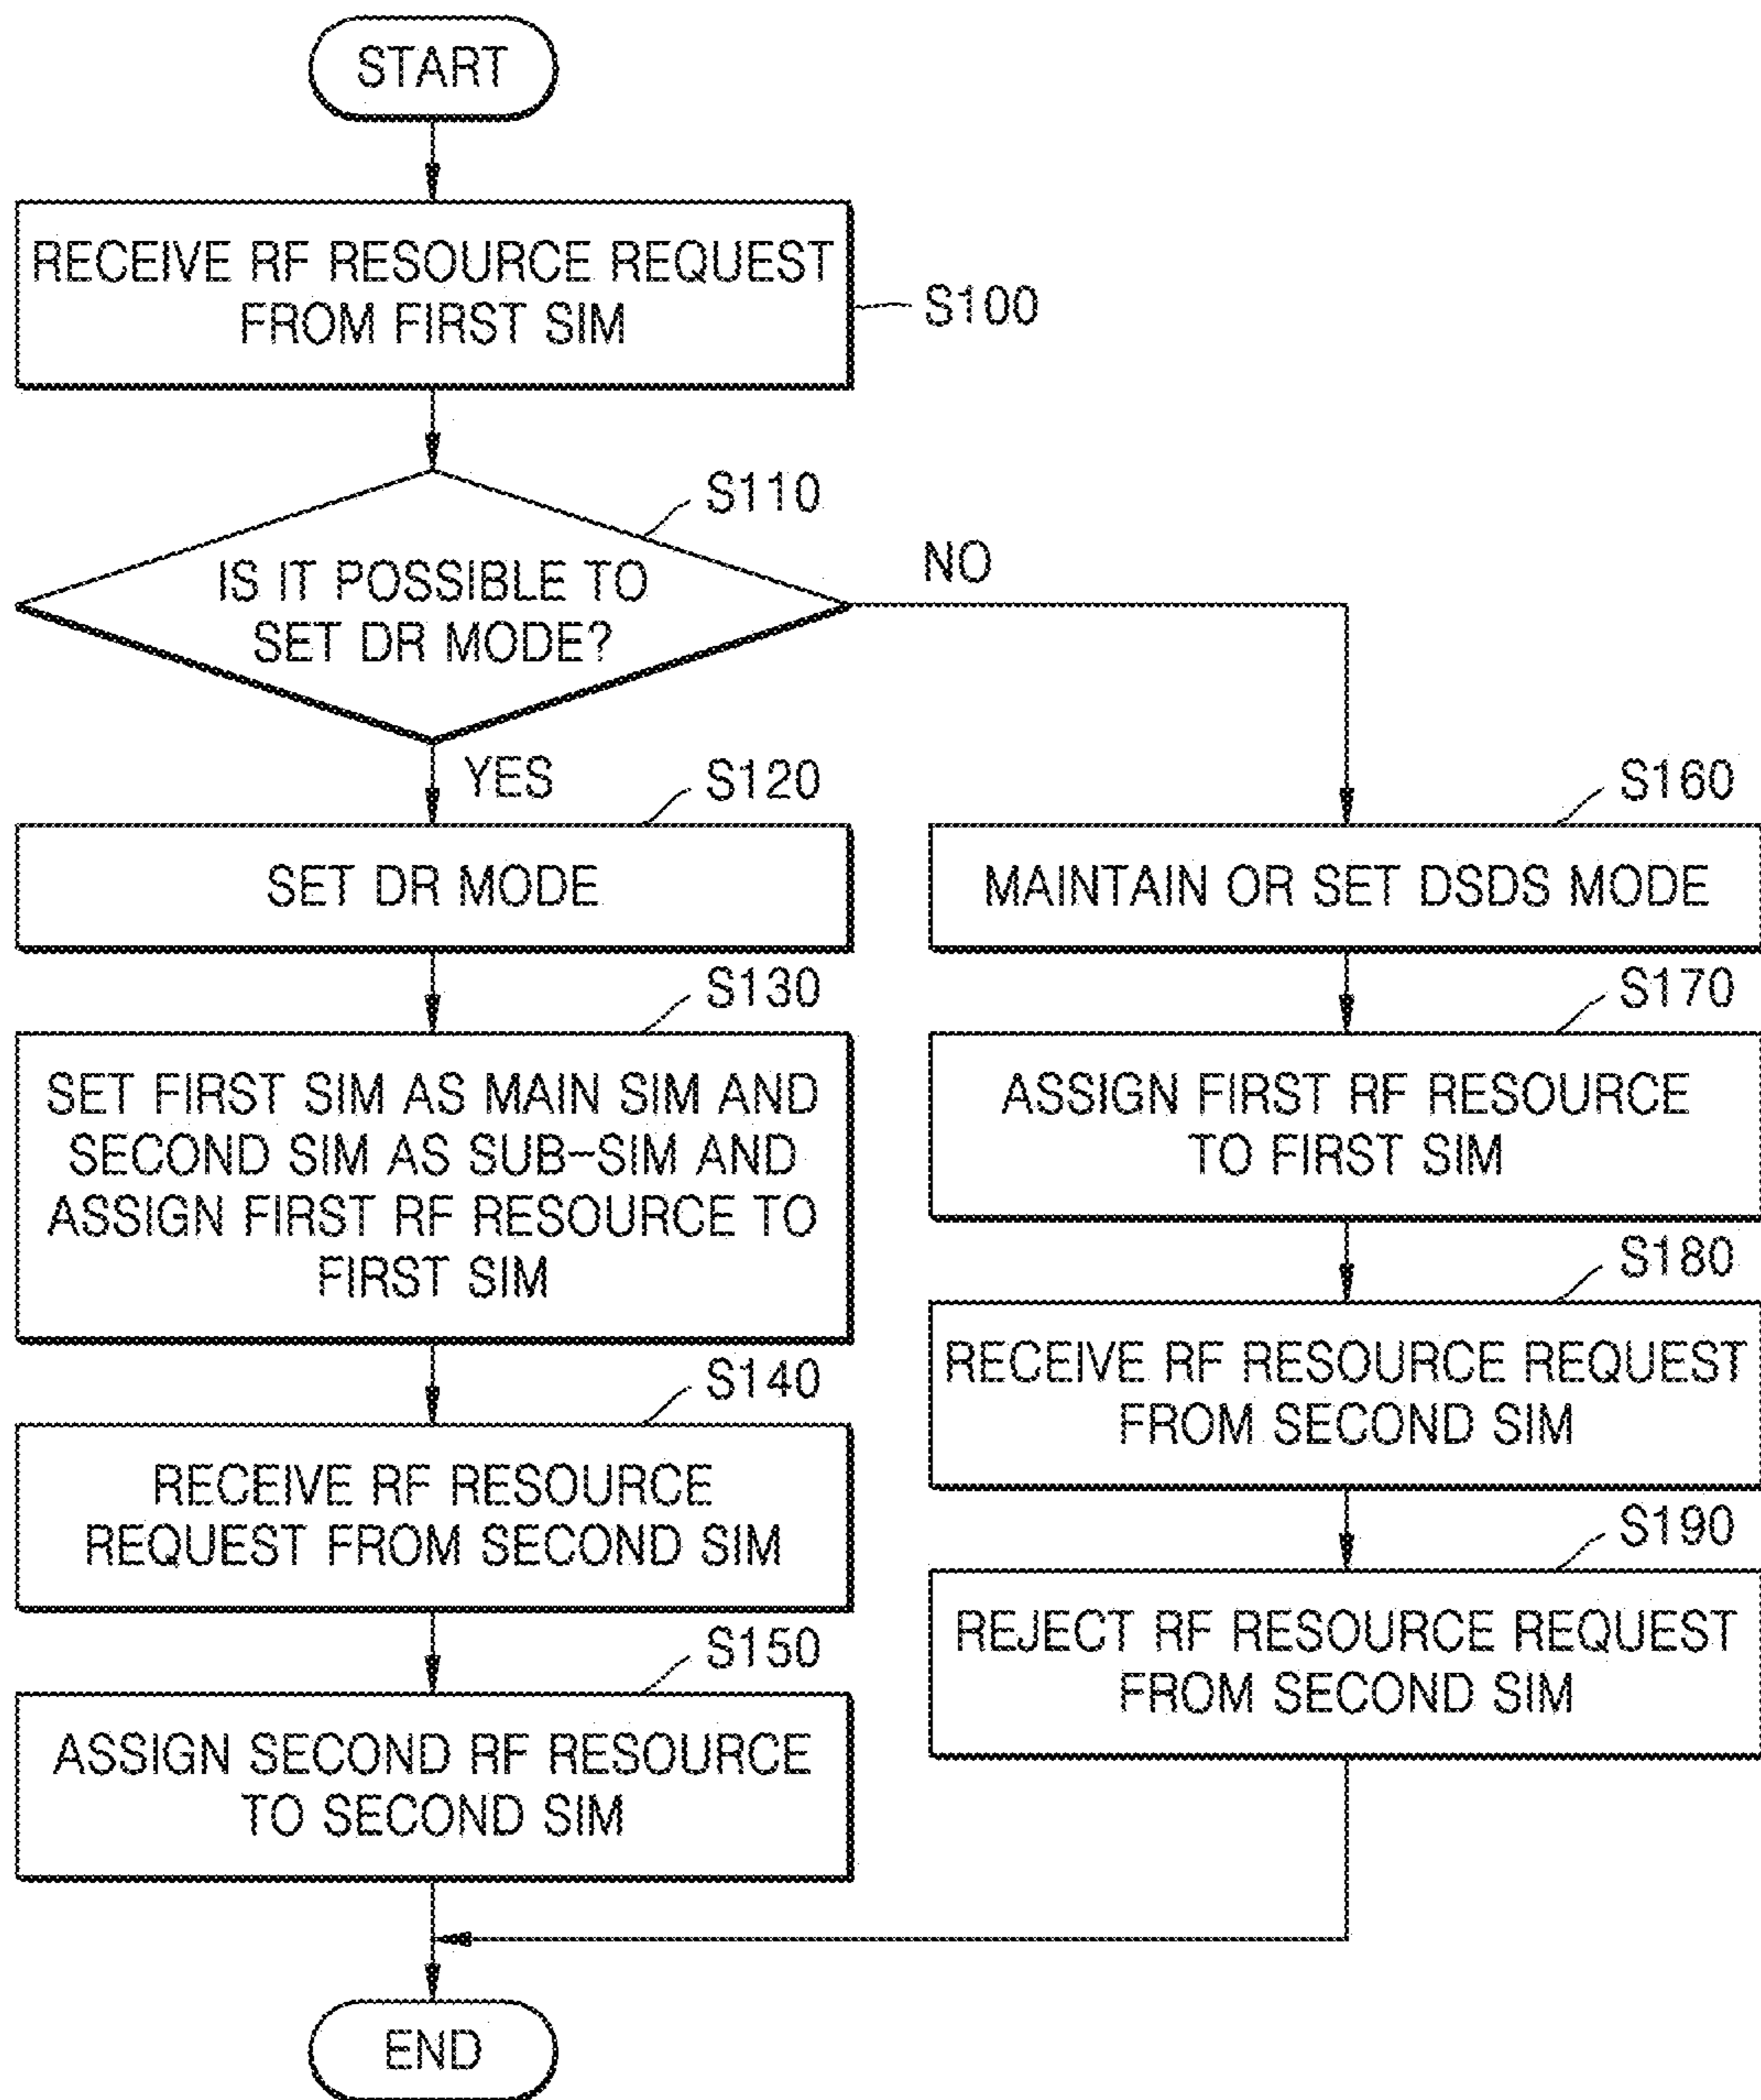 START
RECEIVE RF RESOURCE REQUEST
FROM FIRST SIM
S100
S110
IS IT POSSIBLE TO
SET DR MODE?
NO
YES
S120
SET DR MODE
S130
SET FIRST SIM AS MAIN SIM AND
SECOND SIM AS SUB-SIM AND
ASSIGN FIRST RF RESOURCE TO
FIRST SIM
S140
RECEIVE RF RESOURCE
REQUEST FROM SECOND SIM
S150
ASSIGN SECOND RF RESOURCE
TO SECOND SIM
S160
MAINTAIN OR SET DSDS MODE
S170
ASSIGN FIRST RF RESOURCE
TO FIRST SIM
S180
RECEIVE RF RESOURCE REQUEST
FROM SECOND SIM
S190
REJECT RF RESOURCE REQUEST
FROM SECOND SIM
END